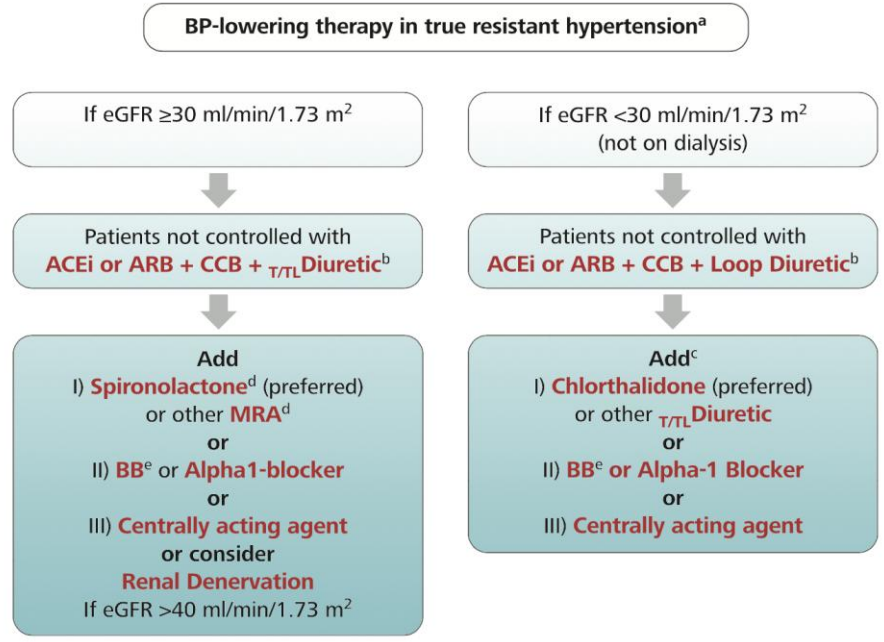 BP-lowering therapy in true resistant hypertensionᵃ
If eGFR ≥30 ml/min/1.73 m²
Patients not controlled with
ACEi or ARB + CCB + T/TLDiureticᵇ
Add
I) Spironolactoneᵈ (preferred)
or other MRAᵈ
or
II) BBᵉ or Alpha1-blocker
or
III) Centrally acting agent
or consider
Renal Denervation
If eGFR >40 ml/min/1.73 m²
If eGFR <30 ml/min/1.73 m²
(not on dialysis)
Patients not controlled with
ACEi or ARB + CCB + Loop Diureticᵇ
Addᶜ
I) Chlorthalidone (preferred)
or other T/TLDiuretic
or
II) BBᵉ or Alpha-1 Blocker
or
III) Centrally acting agent